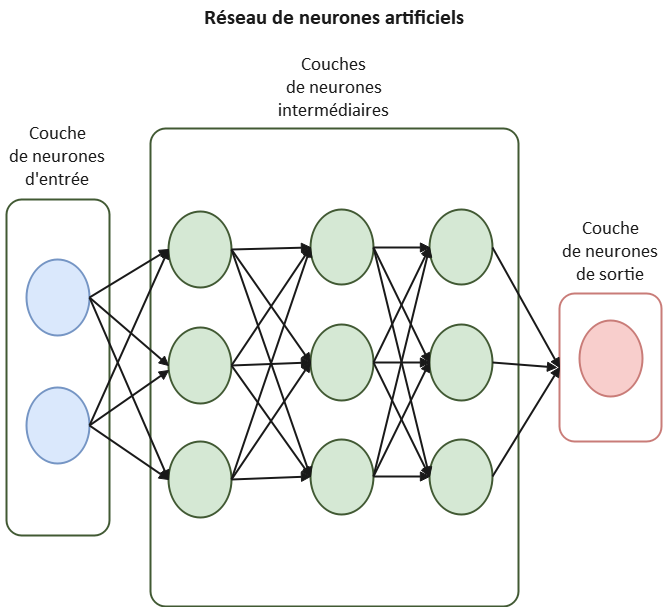 Réseau de neurones artificiels
Couches
de neurones
intermédiaires
Couche
de neurones
d'entrée
Couche
de neurones
de sortie